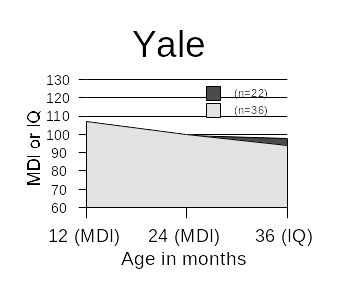 Yale
130
120
110
100
90
80
70
60
MDI or IQ
(n=22)
(n=36)
12 (MDI) 24 (MDI) 36 (IQ)
Age in months